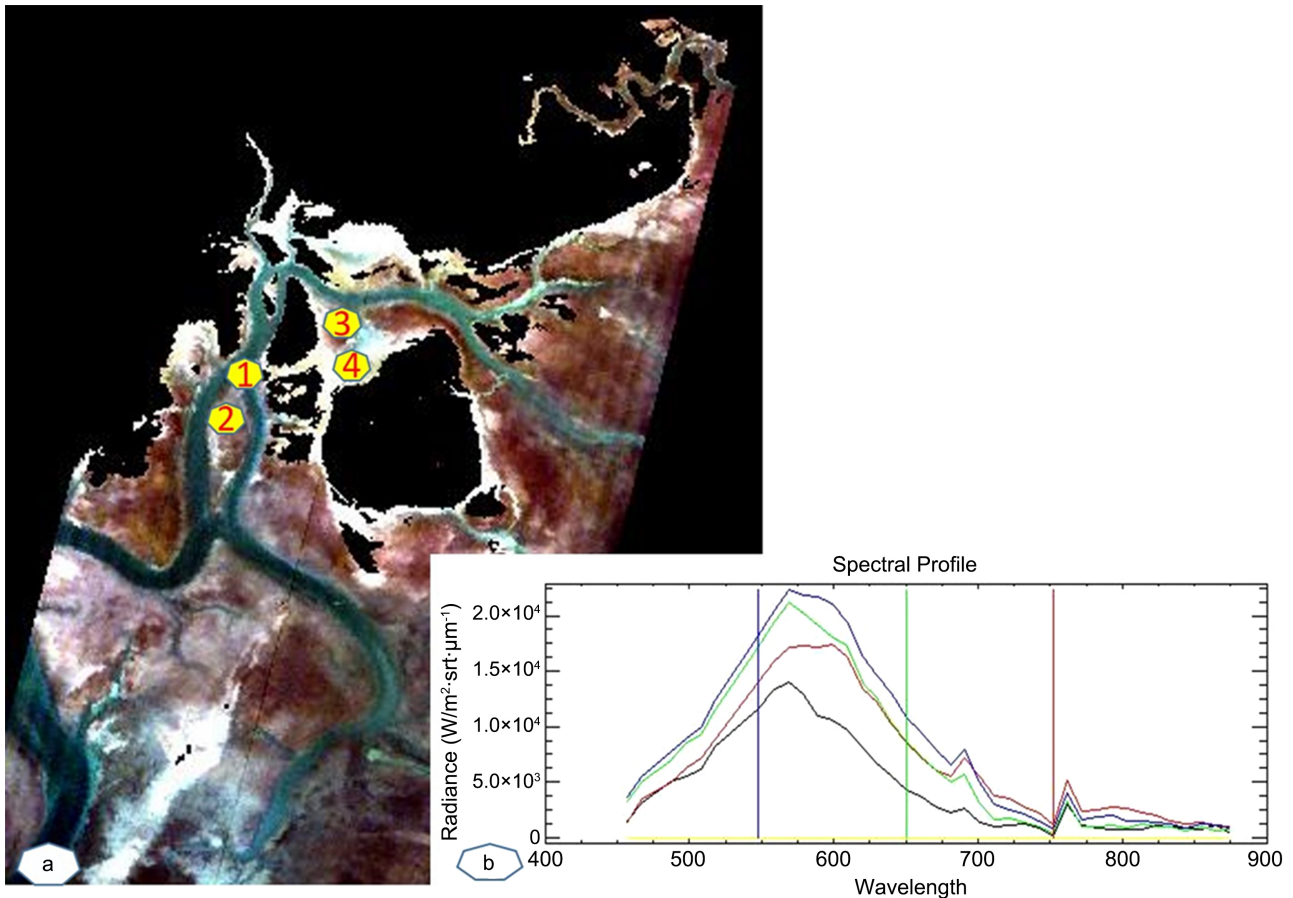 3
4
1
2
a
Spectral Profile
Radiance (W/m²·srt·µm⁻¹)
2.0×10⁴
1.5×10⁴
1.0×10⁴
5.0×10³
0
400 500 600 700 800 900
Wavelength
b